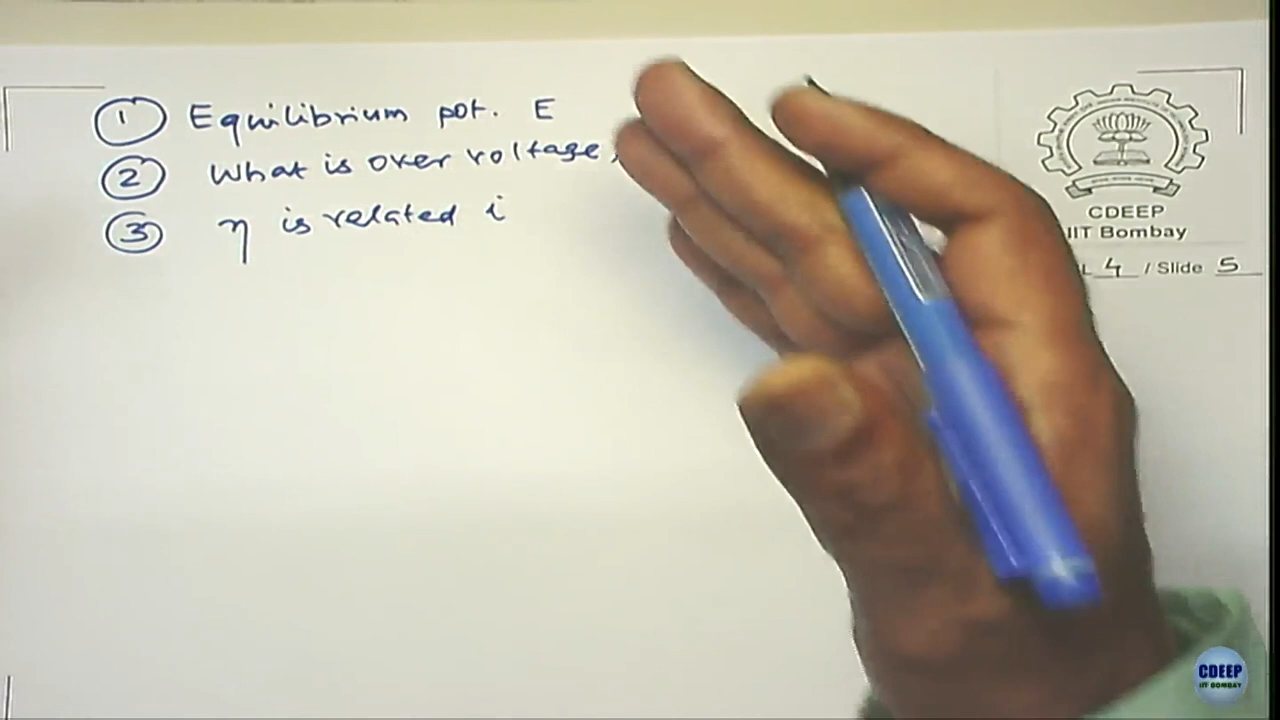 ① Equilibrium pot. E
② What is over voltage,
③ η is related i
CDEEP
IIT Bombay
L 4 / Slide 5
CDEEP
IIT BOMBAY